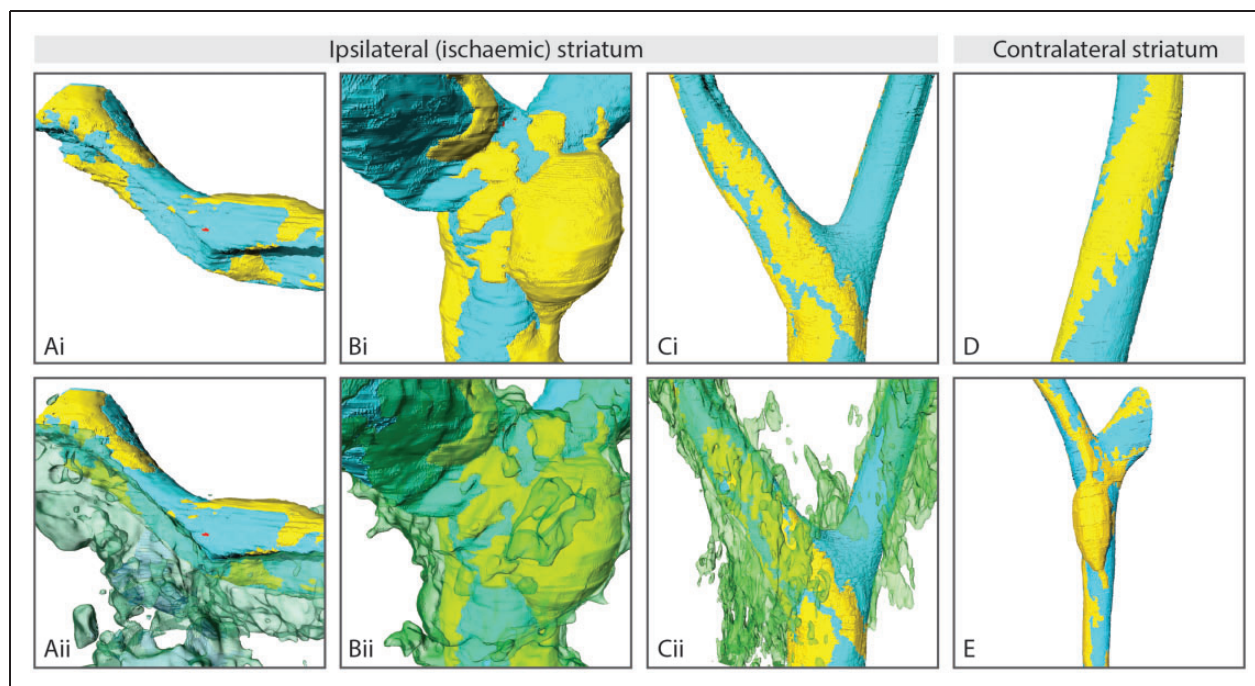 Ipsilateral (ischaemic) striatum
Contralateral striatum
Ai
Bi
Ci
D
Aii
Bii
Cii
E